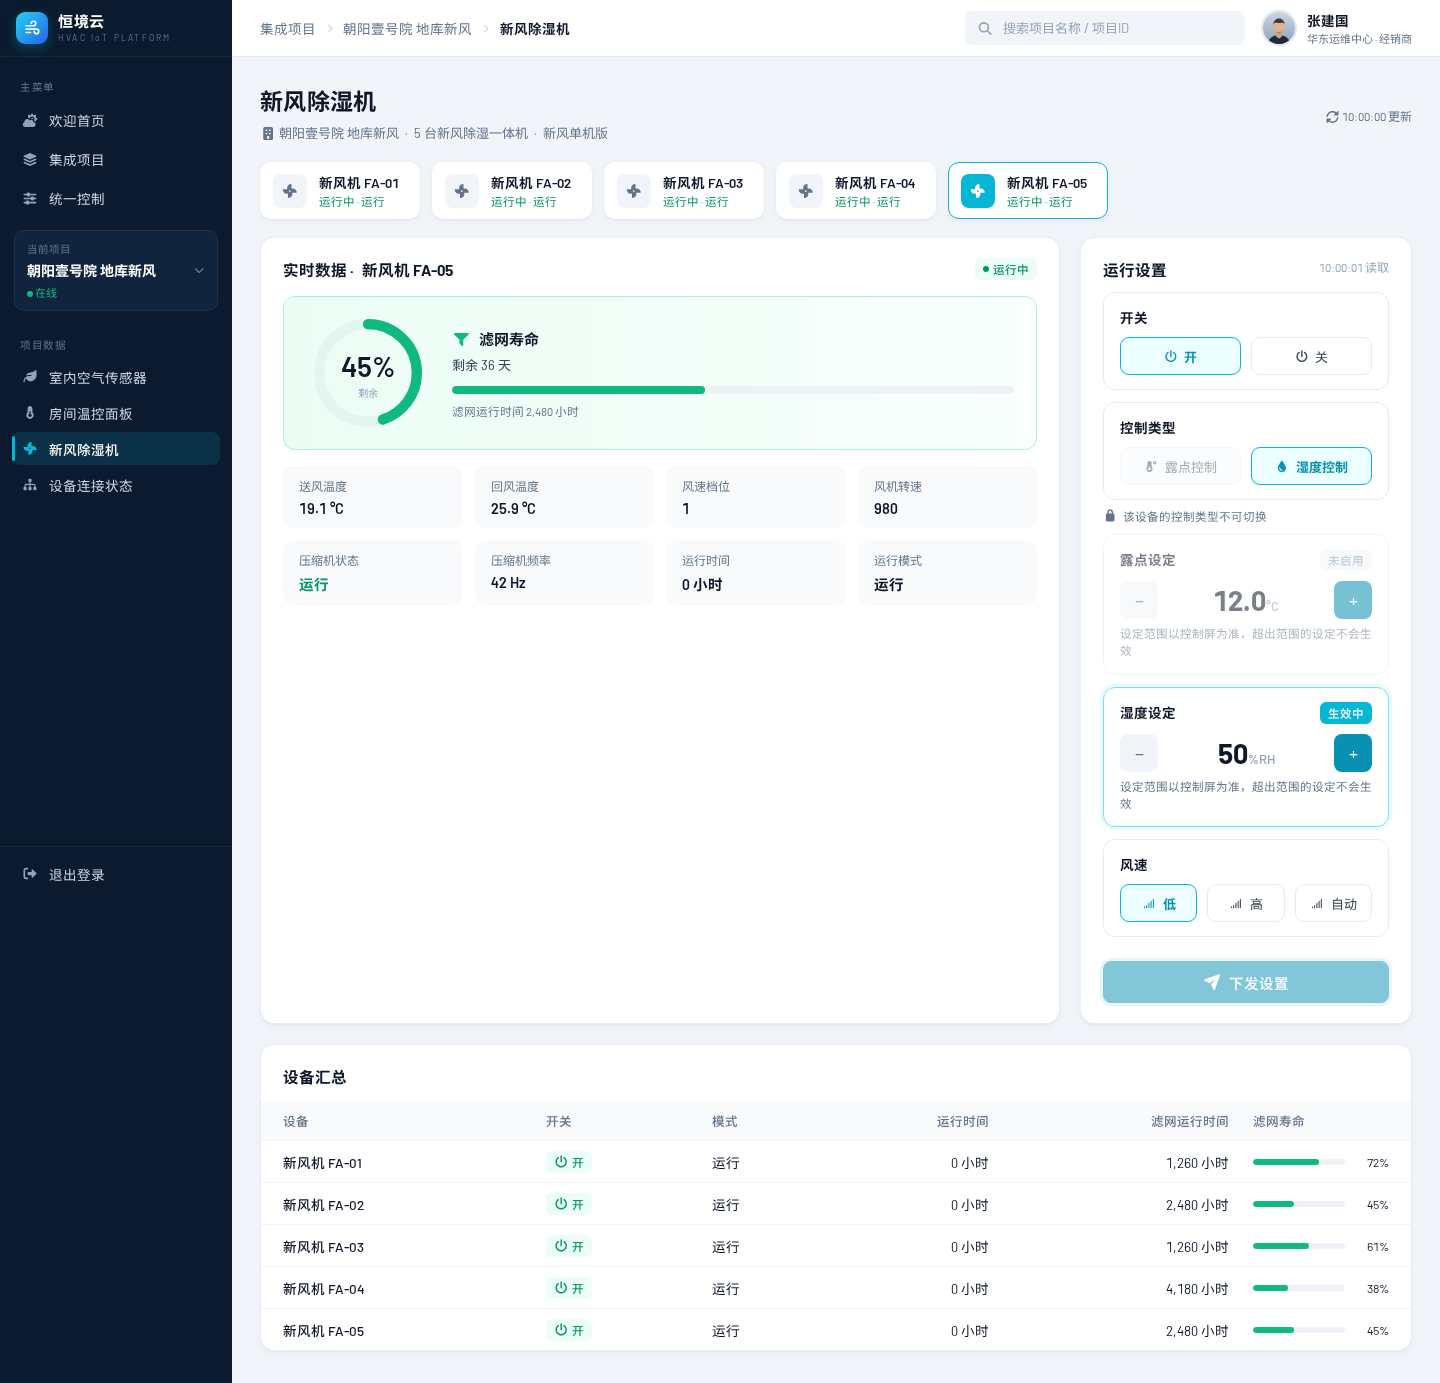 恒境云
HVAC IoT PLATFORM
主菜单
欢迎首页
集成项目
统一控制
当前项目
朝阳壹号院 地库新风
在线
项目数据
室内空气传感器
房间温控面板
新风除湿机
设备连接状态
退出登录
集成项目 朝阳壹号院 地库新风 新风除湿机
搜索项目名称 / 项目ID
张建国
华东运维中心 · 经销商
新风除湿机
朝阳壹号院 地库新风 · 5 台新风除湿一体机 · 新风单机版
10:00:00 更新
新风机 FA-01
运行中 · 运行
新风机 FA-02
运行中 · 运行
新风机 FA-03
运行中 · 运行
新风机 FA-04
运行中 · 运行
新风机 FA-05
运行中 · 运行
实时数据 · 新风机 FA-05
运行中
45%
剩余
滤网寿命
剩余 36 天
滤网运行时间 2,480 小时
送风温度
19.1 °C
回风温度
25.9 °C
风速档位
1
风机转速
980
压缩机状态
运行
压缩机频率
42 Hz
运行时间
0 小时
运行模式
运行
运行设置
10:00:01 读取
开关
开 关
控制类型
露点控制 湿度控制
该设备的控制类型不可切换
露点设定 未启用
− 12.0°C +
设定范围以控制屏为准，超出范围的设定不会生
效
湿度设定 生效中
− 50%RH +
设定范围以控制屏为准，超出范围的设定不会生
效
风速
低 高 自动
下发设置
设备汇总
设备 开关 模式 运行时间 滤网运行时间 滤网寿命
新风机 FA-01 开 运行 0 小时 1,260 小时 72%
新风机 FA-02 开 运行 0 小时 2,480 小时 45%
新风机 FA-03 开 运行 0 小时 1,260 小时 61%
新风机 FA-04 开 运行 0 小时 4,180 小时 38%
新风机 FA-05 开 运行 0 小时 2,480 小时 45%